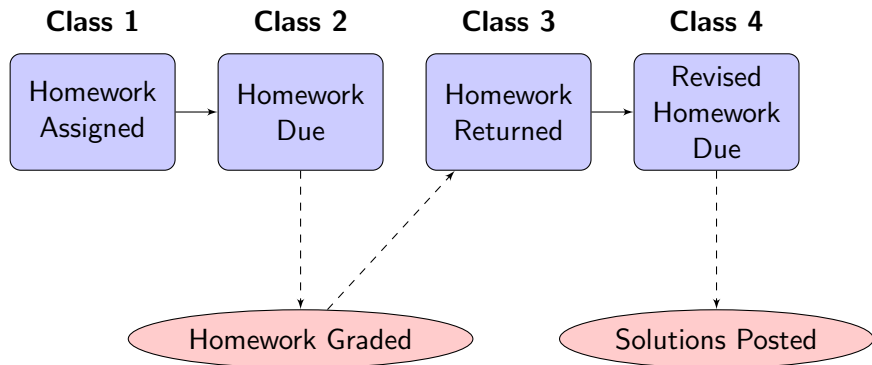 Class 1
Class 2
Class 3
Class 4
Homework
Assigned
Homework
Due
Homework
Returned
Revised
Homework
Due
Homework Graded
Solutions Posted